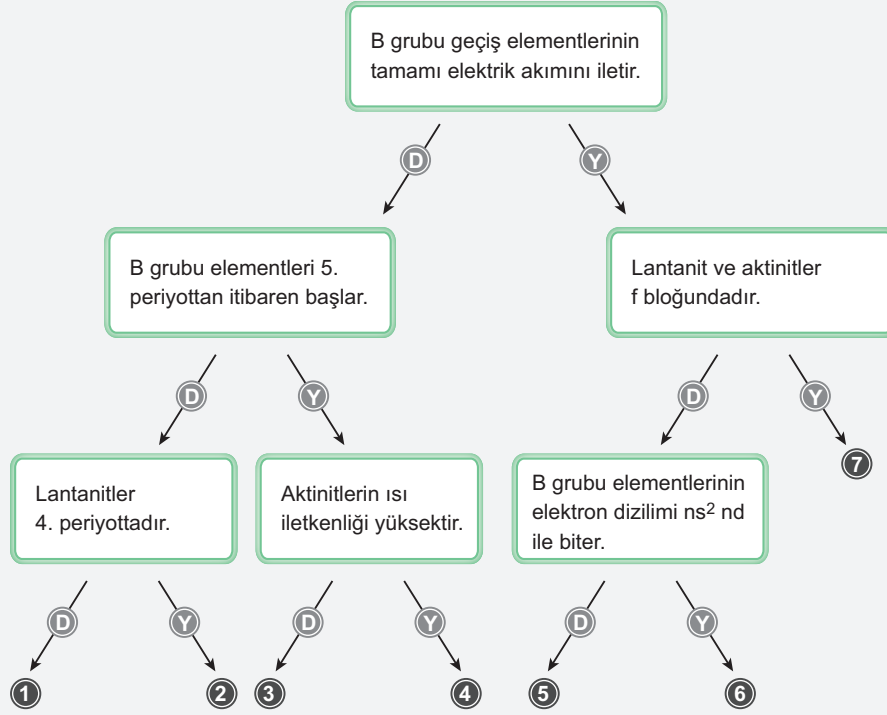 B grubu geçiş elementlerinin
tamamı elektrik akımını iletir.
D
Y
B grubu elementleri 5.
periyottan itibaren başlar.
Lantanit ve aktinitler
f bloğundadır.
D
Y
D
Y
Lantanitler
4. periyottadır.
Aktinitlerin ısı
iletkenliği yüksektir.
B grubu elementlerinin
elektron dizilimi ns² nd
ile biter.
7
D
Y
D
Y
D
Y
1
2
3
4
5
6